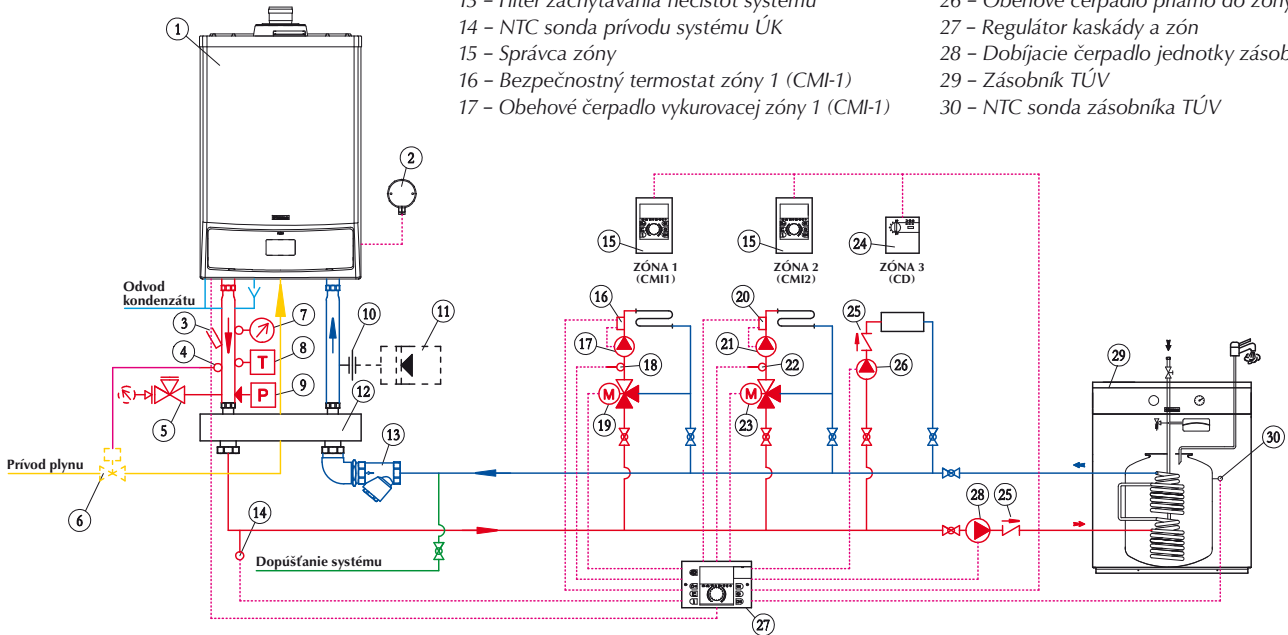 13 – Filter zachytávania nečistôt systému
14 – NTC sonda prívodu systému ÚK
15 – Správca zóny
16 – Bezpečnostný termostat zóny 1 (CMI-1)
17 – Obehové čerpadlo vykurovacej zóny 1 (CMI-1)
26 – Obehové čerpadlo priamo do zóny
27 – Regulátor kaskády a zón
28 – Dobíjacie čerpadlo jednotky zásob
29 – Zásobník TÚV
30 – NTC sonda zásobníka TÚV
1
2
15
15
24
ZÓNA 1
(CMI1)
ZÓNA 2
(CMI2)
ZÓNA 3
(CD)
Odvod
kondenzátu
3
7
10
11
16
20
25
4
T
8
17
21
18
22
26
29
P
9
M
M
12
19
23
5
13
Prívod plynu
30
6
14
28
25
Dopúšťanie systému
27